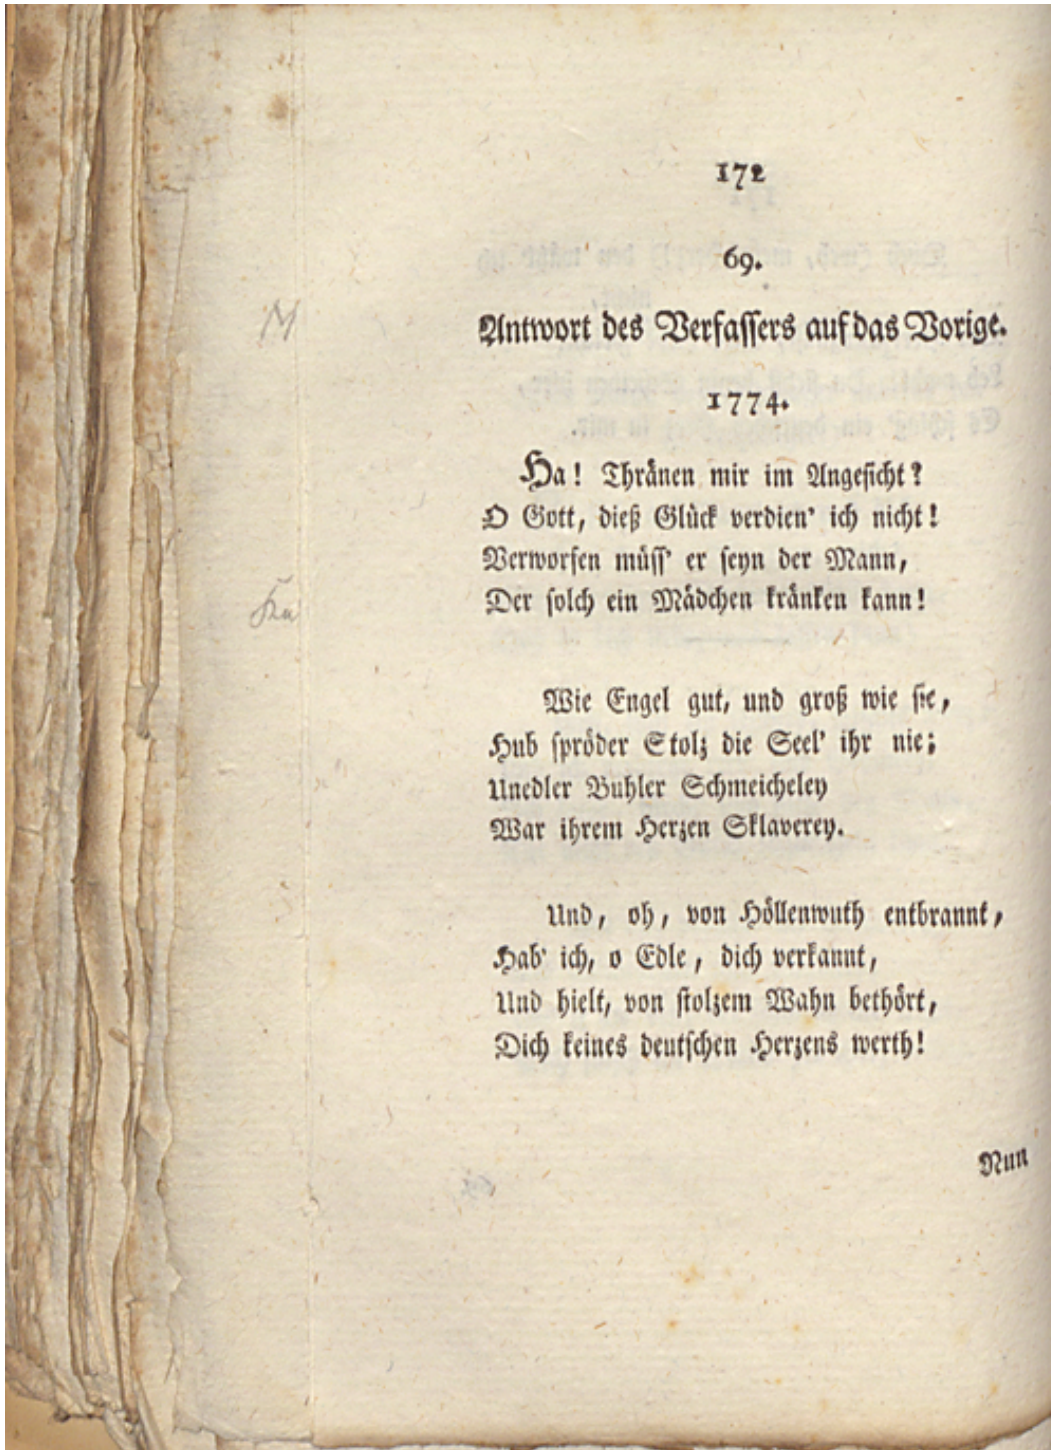 172
69.
Antwort des Verfassers auf das Vorige.
1774.
Ha! Thränen mir im Angesicht?
O Gott, dieß Glück verdien' ich nicht!
Verworfen müss' er seyn der Mann,
Der solch ein Mädchen kränken kann!
Wie Engel gut, und groß wie sie,
Hub spröder Stolz die Seel' ihr nie;
Unedler Buhler Schmeicheley
War ihrem Herzen Sklaverey.
Und, oh, von Höllenwuth entbrannt,
Hab' ich, o Edle, dich verkannt,
Und hielt, von stolzem Wahn bethört,
Dich keines deutschen Herzens werth!
Nun